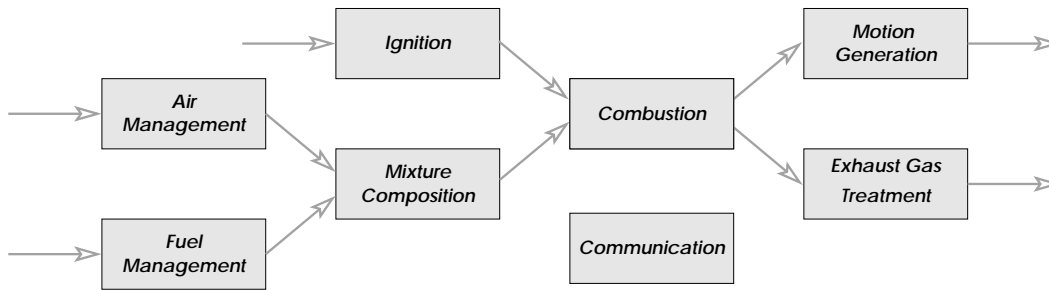 Ignition
Motion
Generation
Air
Management
Combustion
Mixture
Composition
Exhaust Gas
Treatment
Fuel
Management
Communication